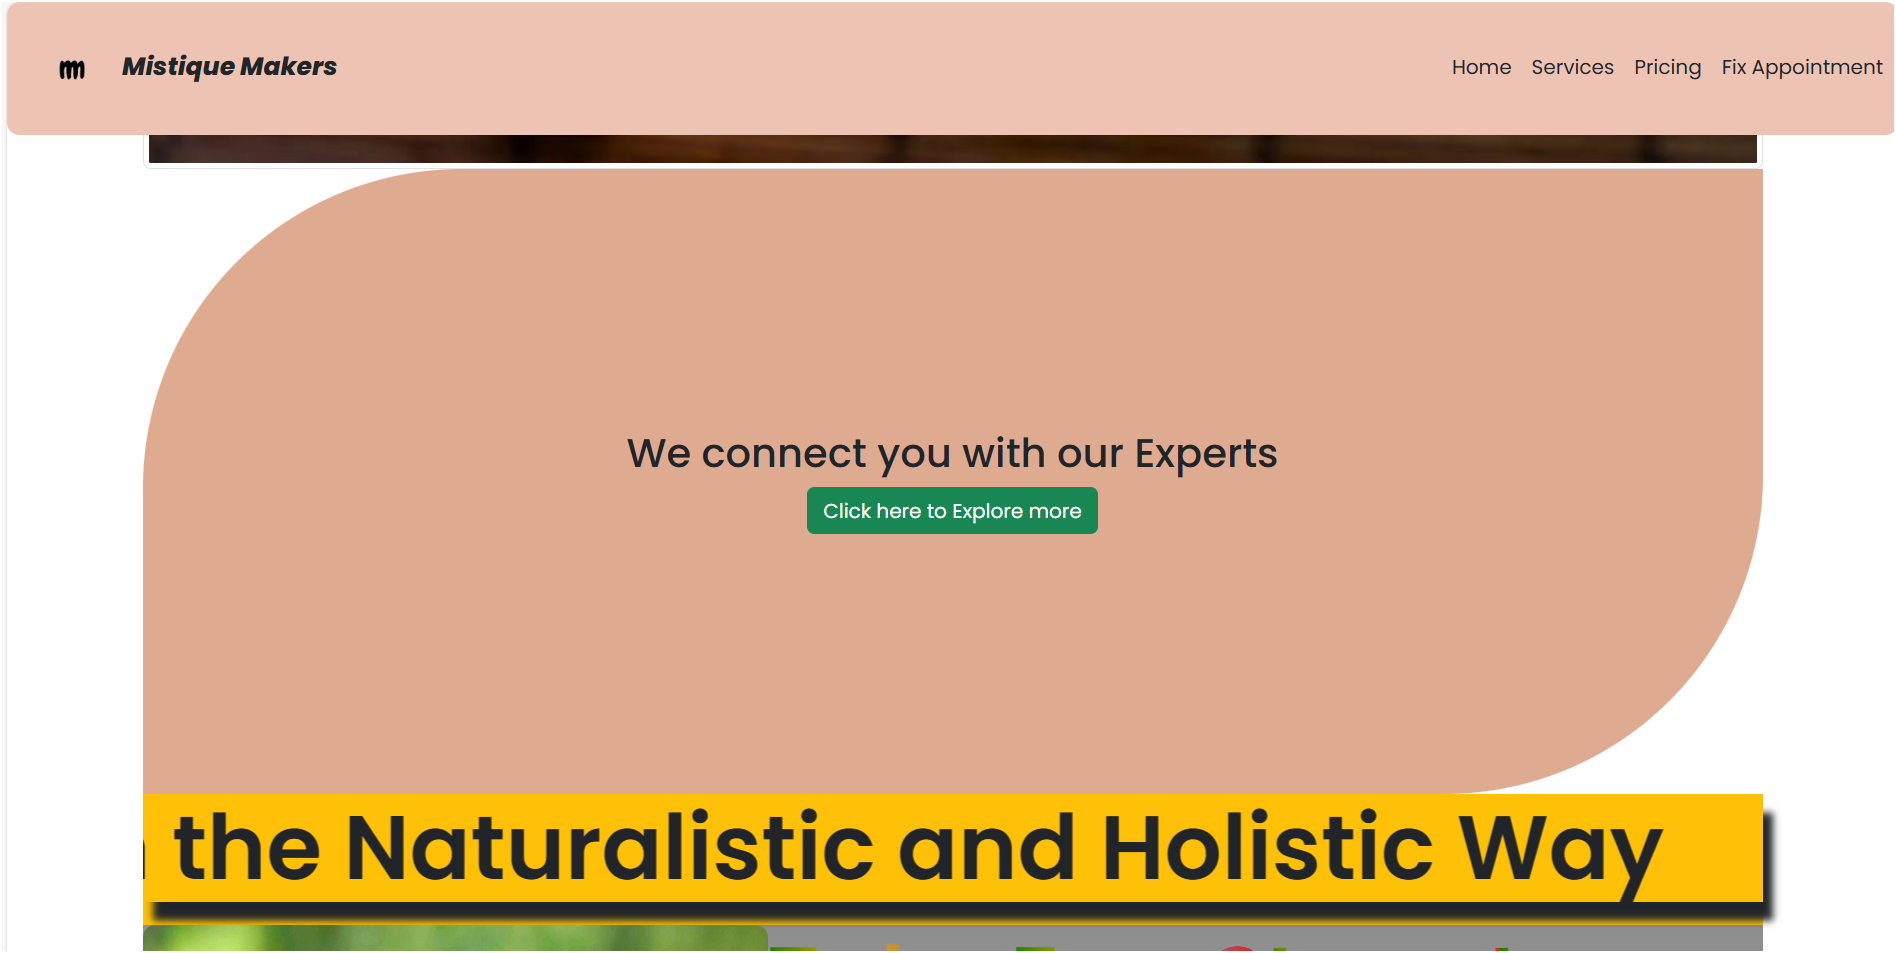 Mistique Makers
Home Services Pricing Fix Appointment
We connect you with our Experts
Click here to Explore more
the Naturalistic and Holistic Way